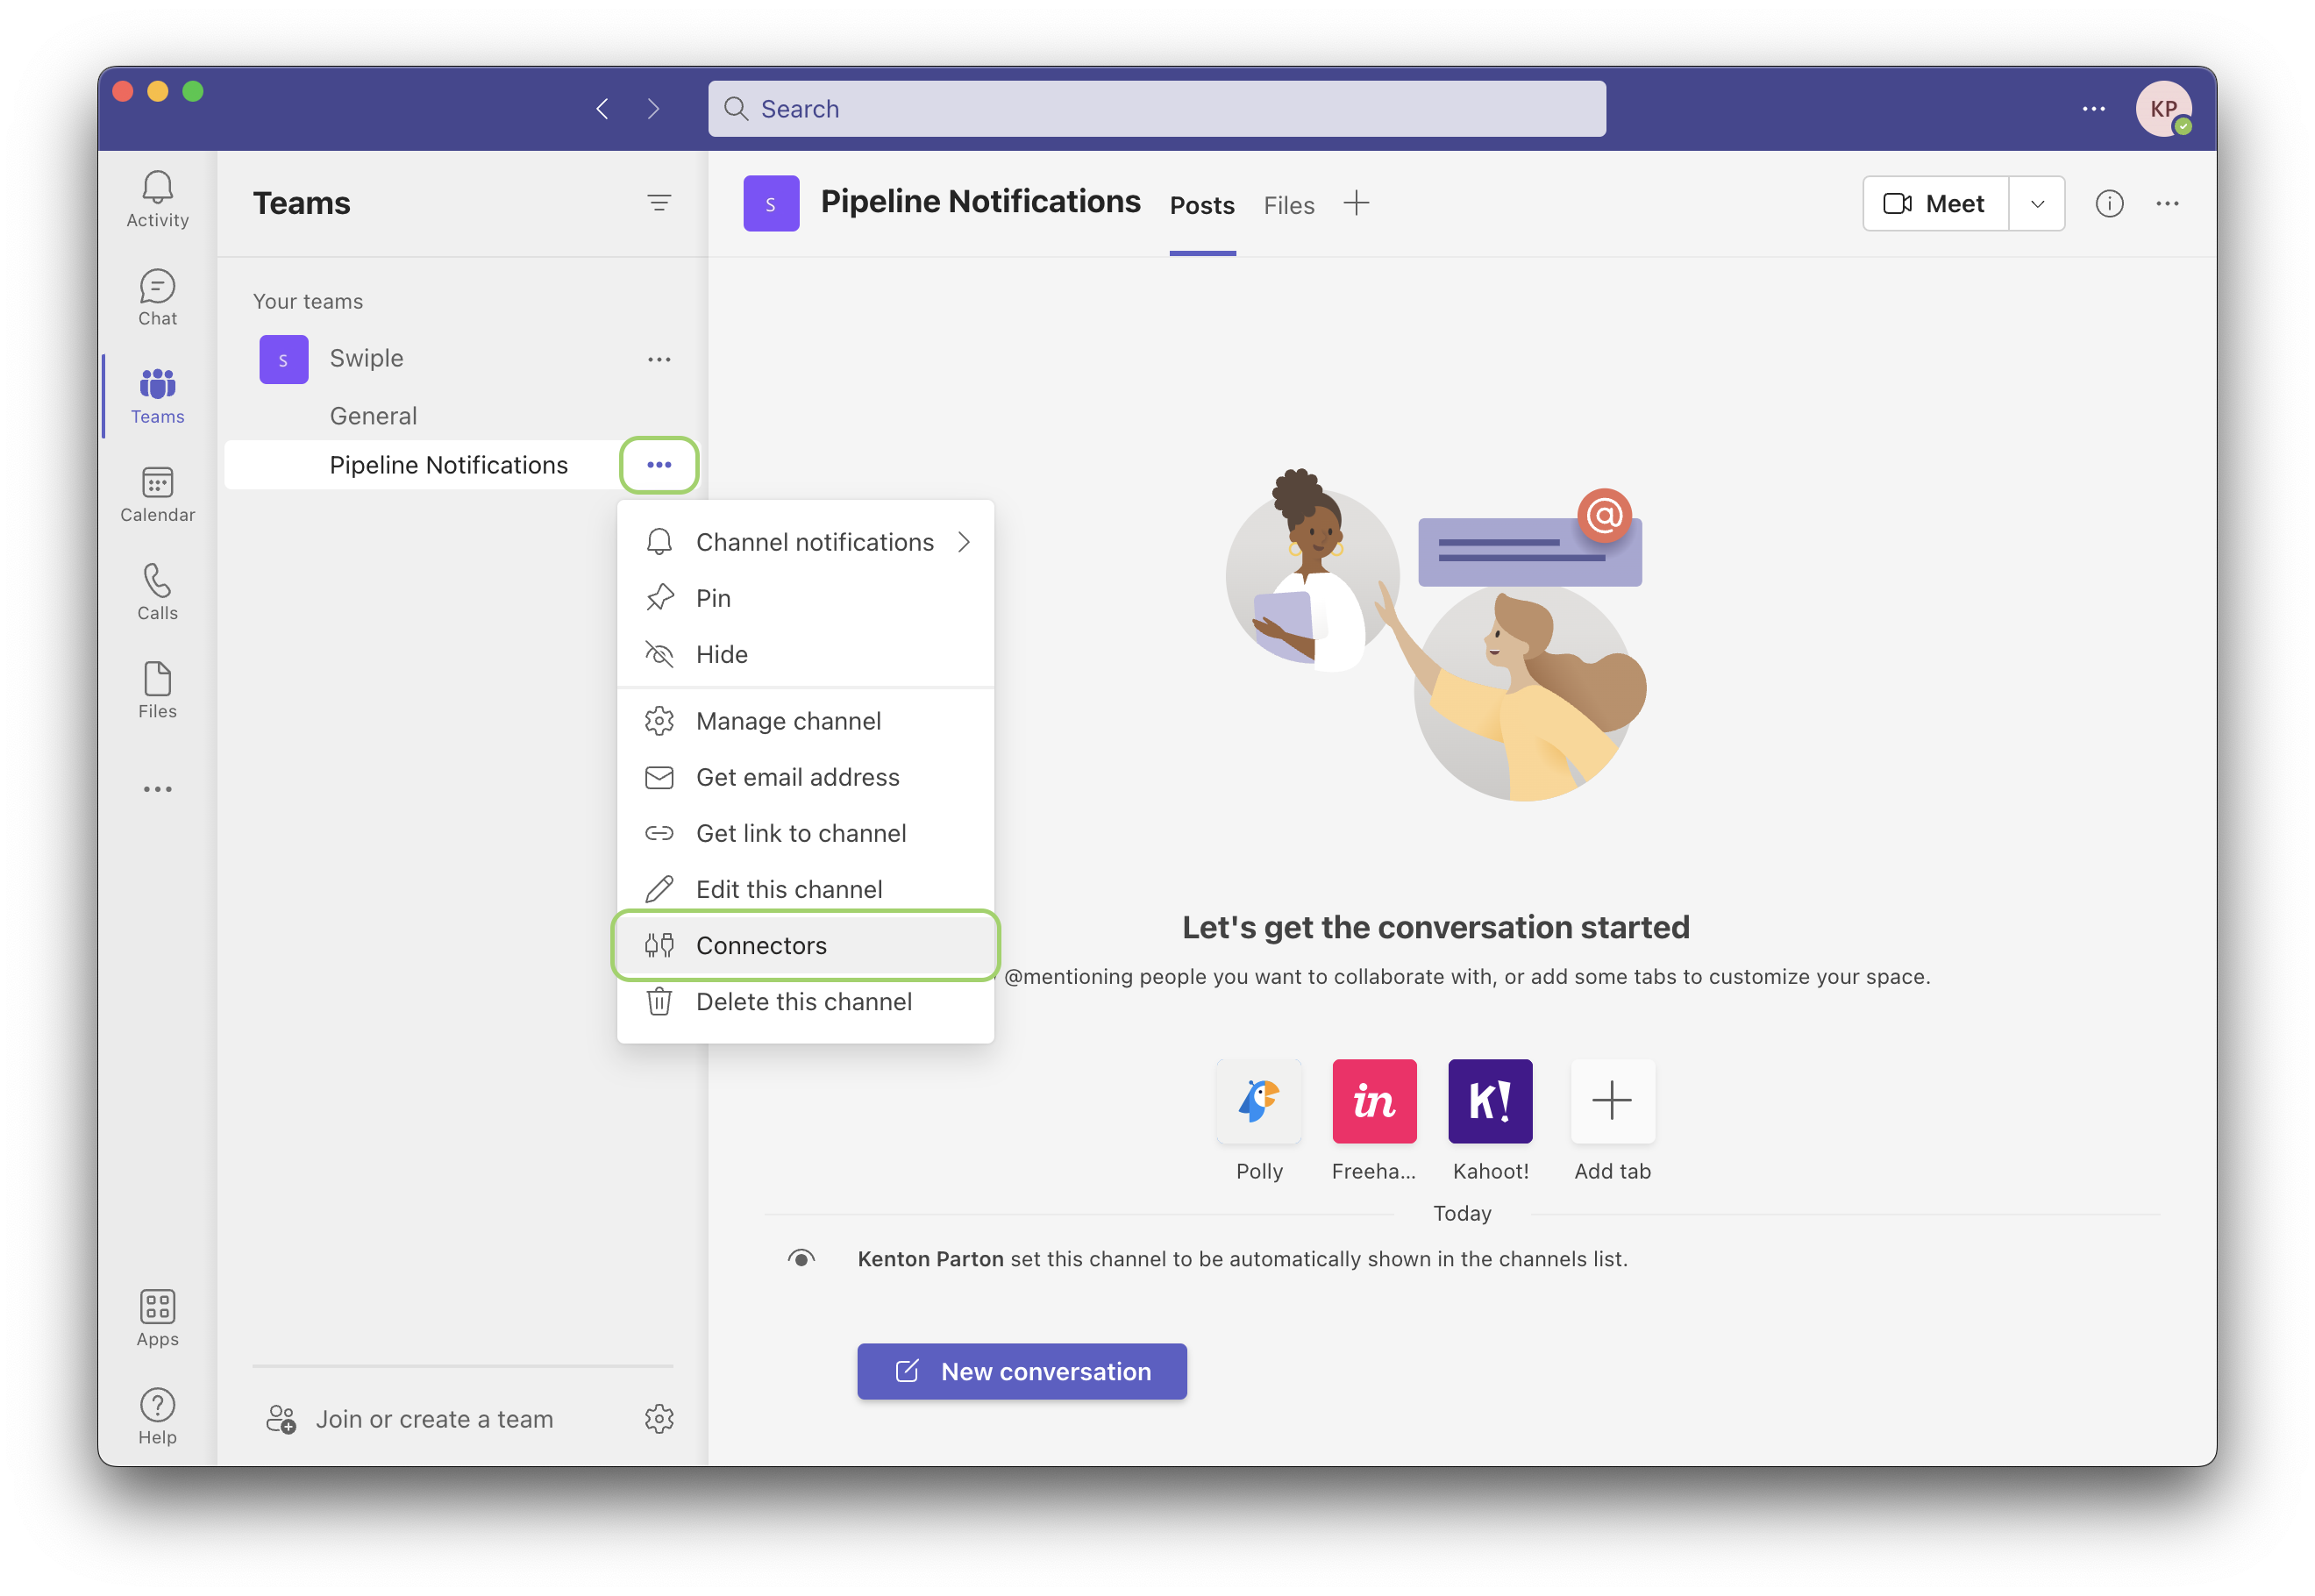 Search
KP
Activity
Chat
Teams
Calendar
Calls
Files
Apps
Help
Teams
Your teams
S
Swiple
General
Pipeline Notifications
Channel notifications
Pin
Hide
Manage channel
Get email address
Get link to channel
Edit this channel
Connectors
Delete this channel
Join or create a team
S
Pipeline Notifications
Posts
Files
Meet
@
Let's get the conversation started
@mentioning people you want to collaborate with, or add some tabs to customize your space.
in
K!
Polly
Freeha...
Kahoot!
Add tab
Today
Kenton Parton set this channel to be automatically shown in the channels list.
New conversation